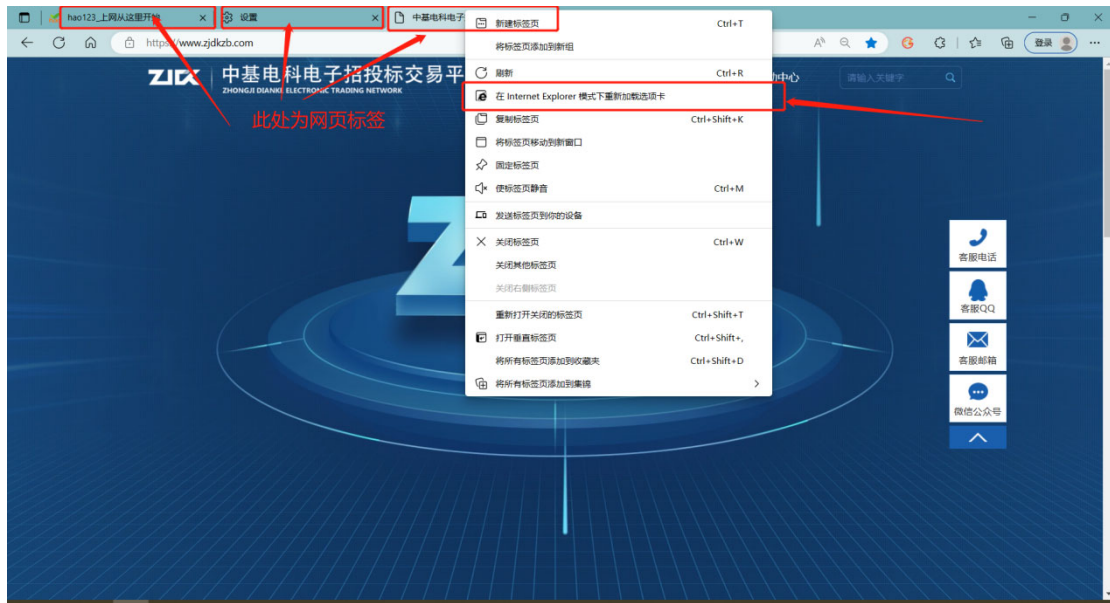 hao123_上网从这里开始
设置
中基电科电子
https://www.zjdkzb.com
登录
ZJDK
中基电科电子招投标交易平
ZHONGJI DIANKE ELECTRONIC TRADING NETWORK
助中心
请输入关键字
此处为网页标签
新建标签页 Ctrl+T
将标签页添加到新组
刷新 Ctrl+R
在 Internet Explorer 模式下重新加载选项卡
复制标签页 Ctrl+Shift+K
将标签页移动到新窗口
固定标签页
使标签页静音 Ctrl+M
发送标签页到你的设备
关闭标签页 Ctrl+W
关闭其他标签页
关闭右侧标签页
重新打开关闭的标签页 Ctrl+Shift+T
打开垂直标签页 Ctrl+Shift+,
将所有标签页添加到收藏夹 Ctrl+Shift+D
将所有标签页添加到集锦
客服电话
客服QQ
客服邮箱
微信公众号